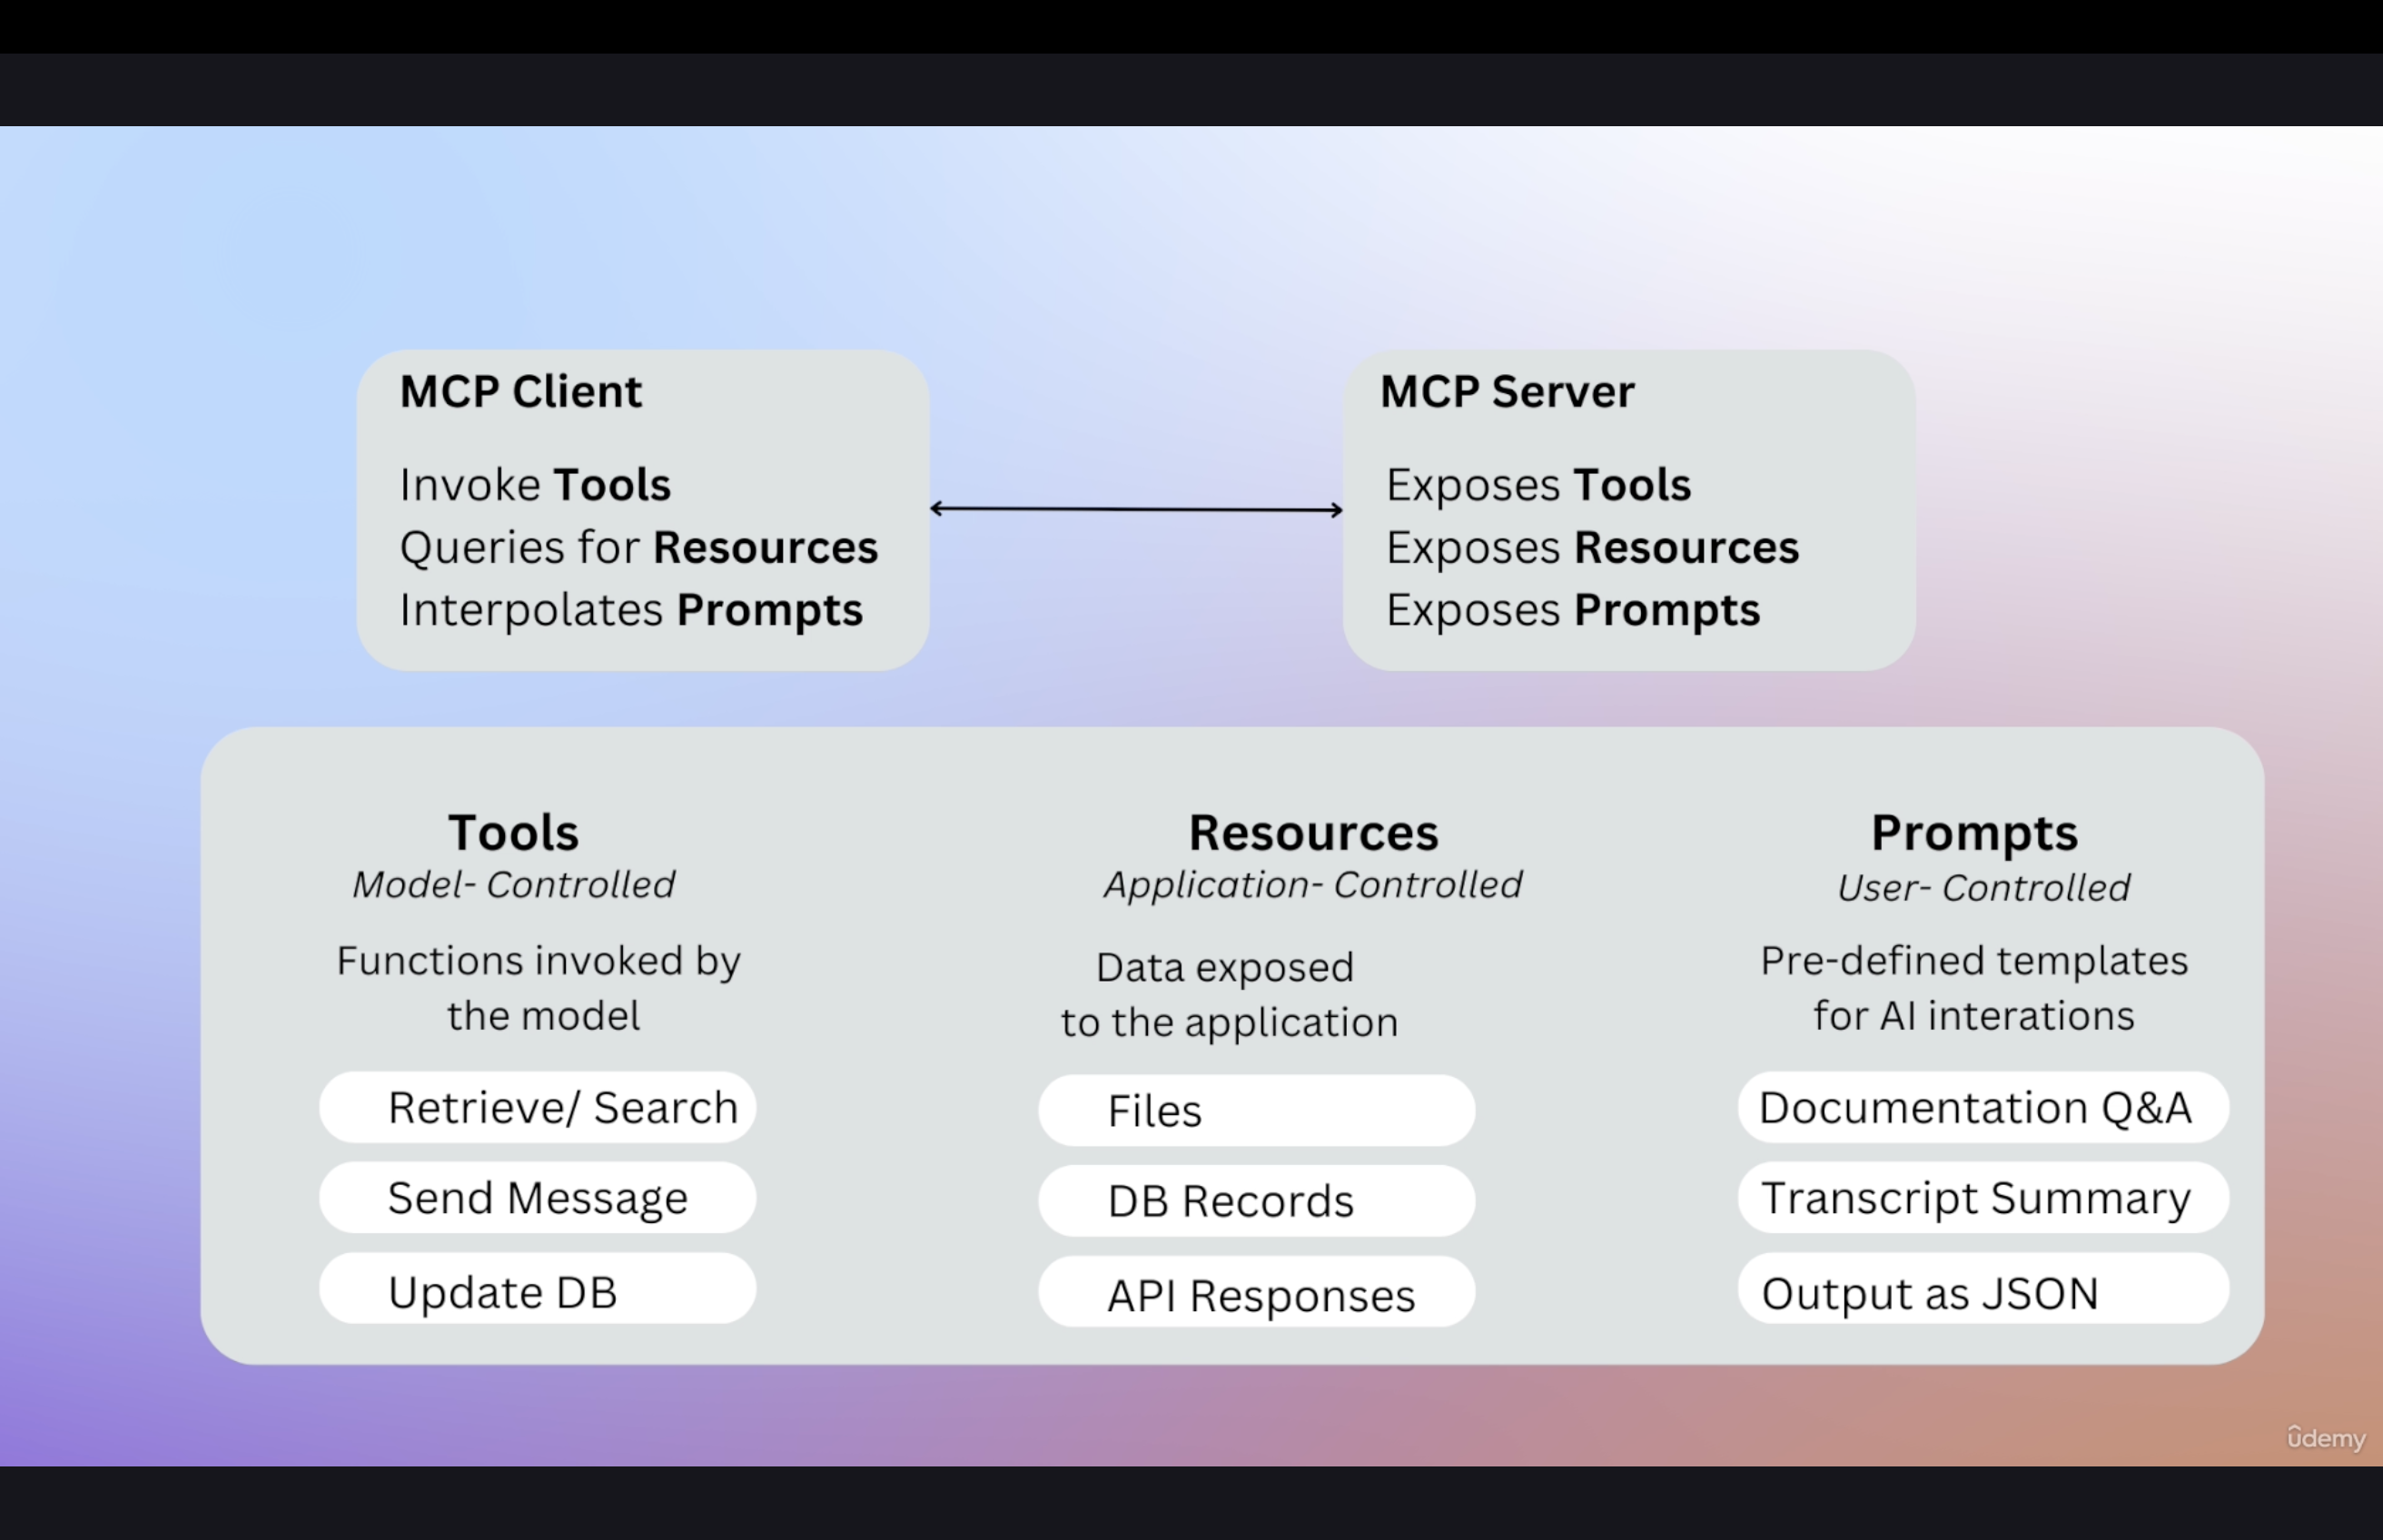 MCP Client
Invoke Tools
Queries for Resources
Interpolates Prompts
MCP Server
Exposes Tools
Exposes Resources
Exposes Prompts
Tools
Model- Controlled
Functions invoked by
the model
Retrieve/ Search
Send Message
Update DB
Resources
Application- Controlled
Data exposed
to the application
Files
DB Records
API Responses
Prompts
User- Controlled
Pre-defined templates
for AI interations
Documentation Q&A
Transcript Summary
Output as JSON
ûdemy